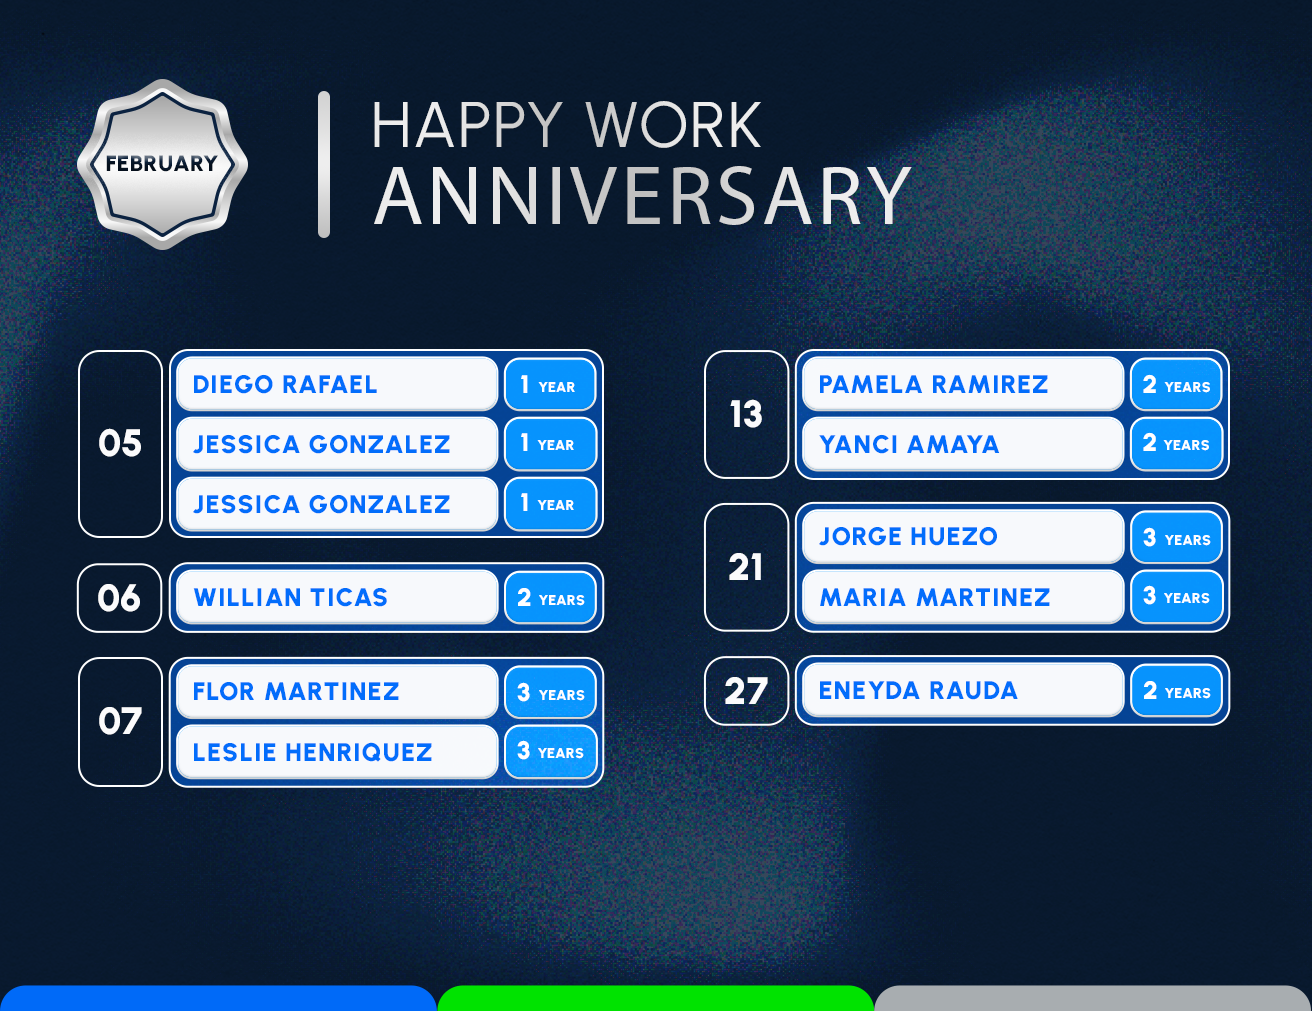 FEBRUARY
HAPPY WORK
ANNIVERSARY
05
DIEGO RAFAEL 1 YEAR
JESSICA GONZALEZ 1 YEAR
JESSICA GONZALEZ 1 YEAR
06
WILLIAN TICAS 2 YEARS
07
FLOR MARTINEZ 3 YEARS
LESLIE HENRIQUEZ 3 YEARS
13
PAMELA RAMIREZ 2 YEARS
YANCI AMAYA 2 YEARS
21
JORGE HUEZO 3 YEARS
MARIA MARTINEZ 3 YEARS
27
ENEYDA RAUDA 2 YEARS